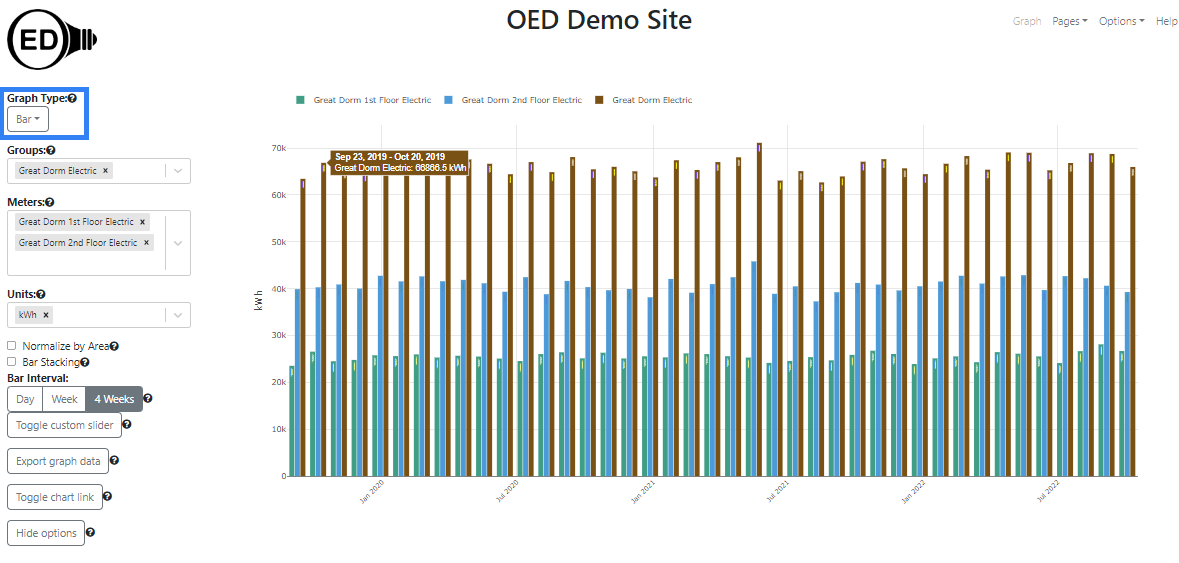 OED Demo Site
ED
Graph Pages Options Help
Graph Type:
Bar
Groups:
Great Dorm Electric ×
Meters:
Great Dorm 1st Floor Electric ×
Great Dorm 2nd Floor Electric ×
Units:
kWh ×
Normalize by Area
Bar Stacking
Bar Interval:
Day Week 4 Weeks
Toggle custom slider
Export graph data
Toggle chart link
Hide options
Great Dorm 1st Floor Electric Great Dorm 2nd Floor Electric Great Dorm Electric
Sep 23, 2019 - Oct 20, 2019
Great Dorm Electric: 66866.5 kWh
kWh
70k
60k
50k
40k
30k
20k
10k
0
Jan 2020 Jul 2020 Jan 2021 Jul 2021 Jan 2022 Jul 2022